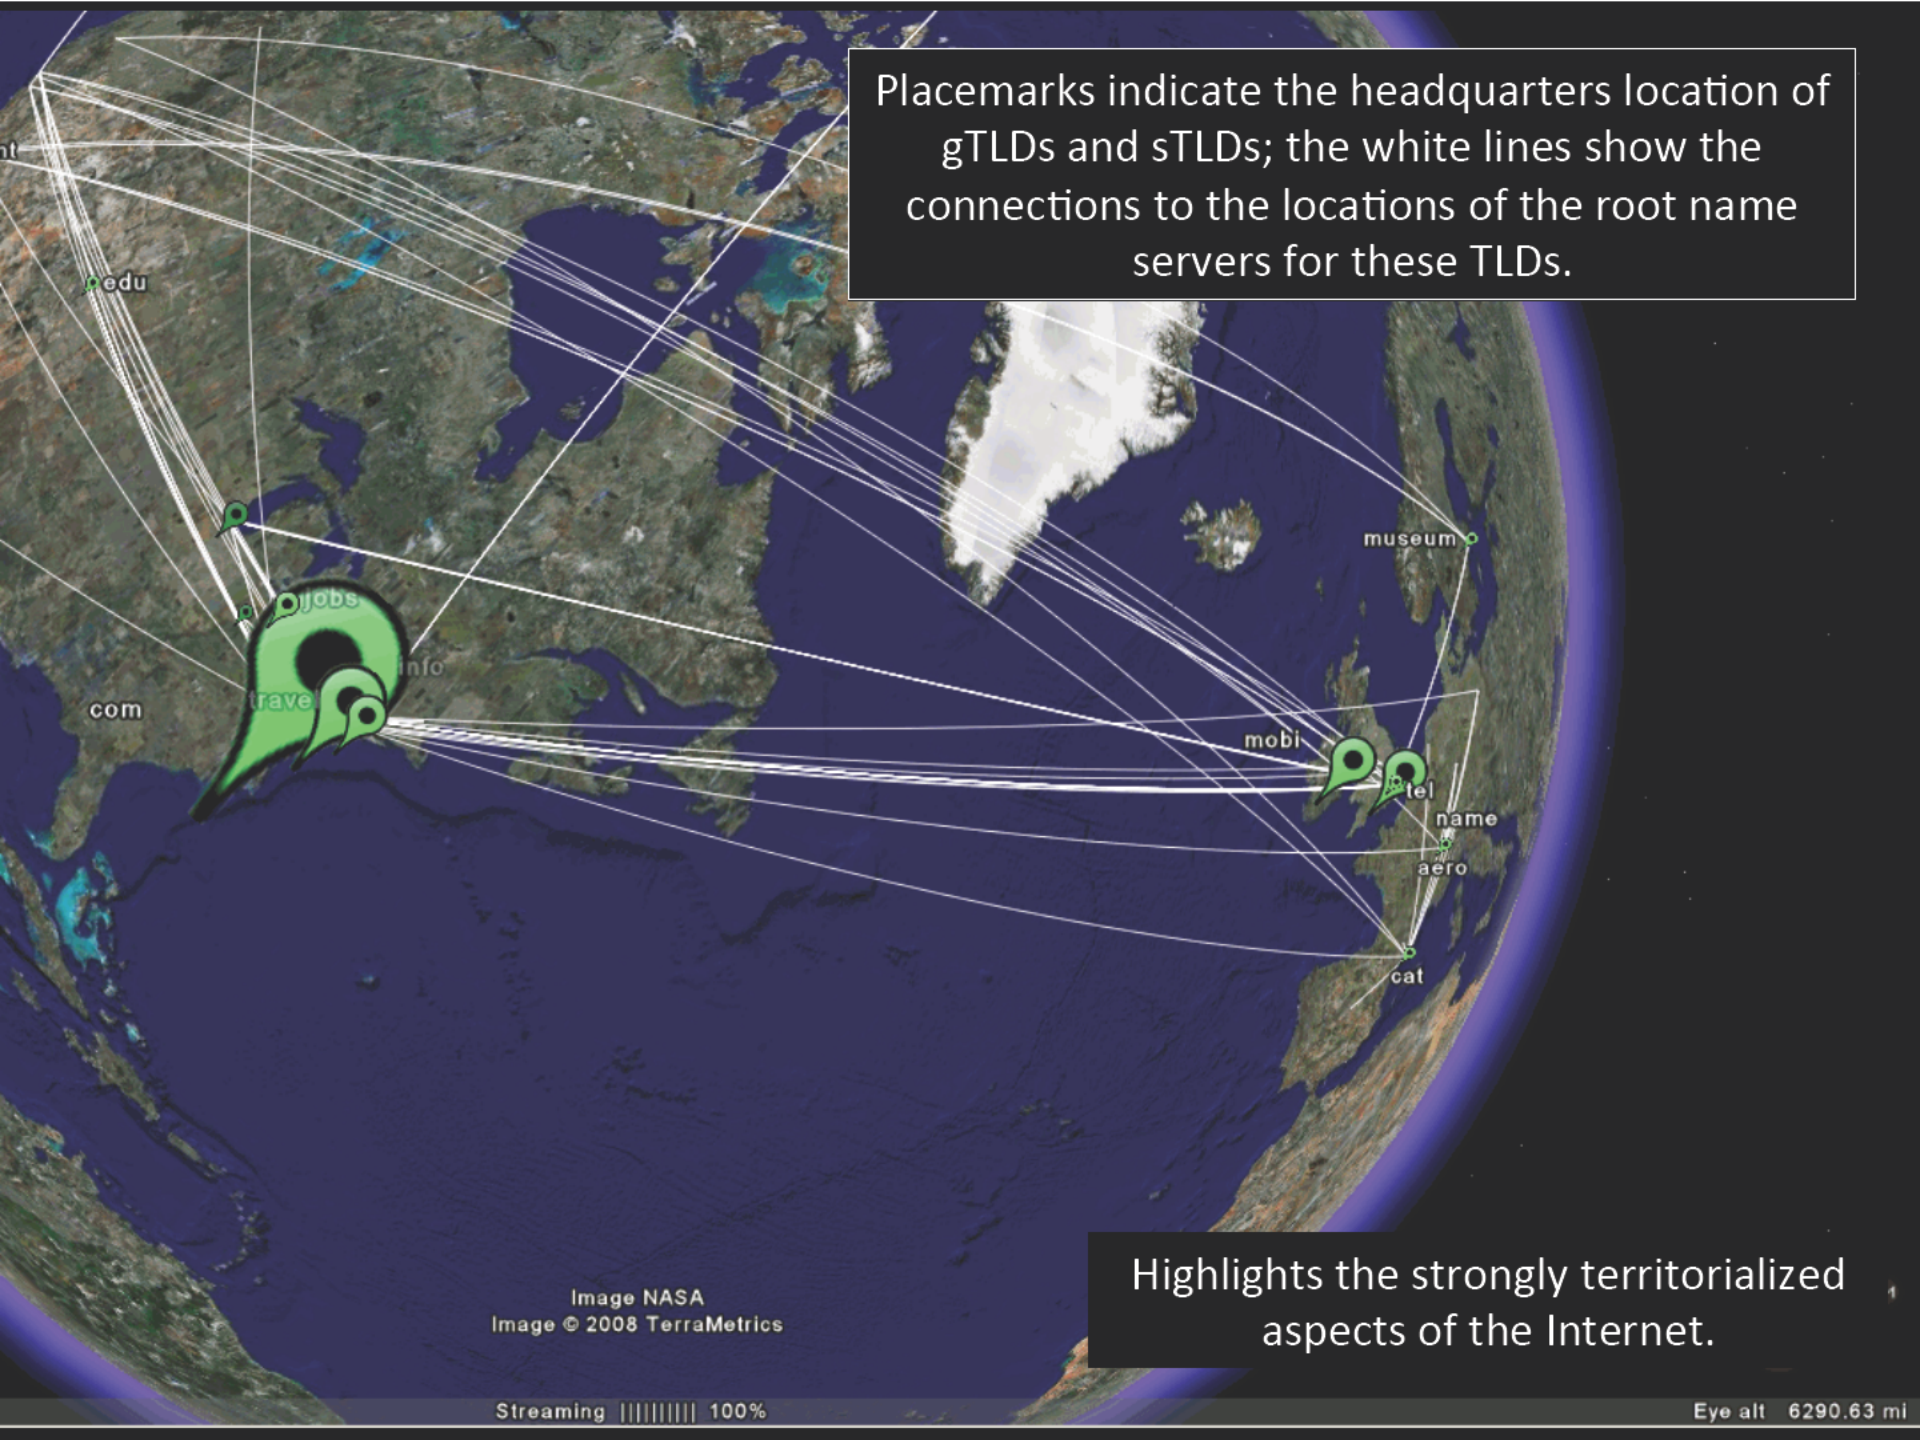 Placemarks indicate the headquarters location of
gTLDs and sTLDs; the white lines show the
connections to the locations of the root name
servers for these TLDs.
edu
museum
jobs
info
travel
com
mobi
tel
name
aero
cat
Highlights the strongly territorialized
aspects of the Internet.
Image NASA
Image © 2008 TerraMetrics
Streaming |||||||||| 100%
Eye alt 6290.63 mi